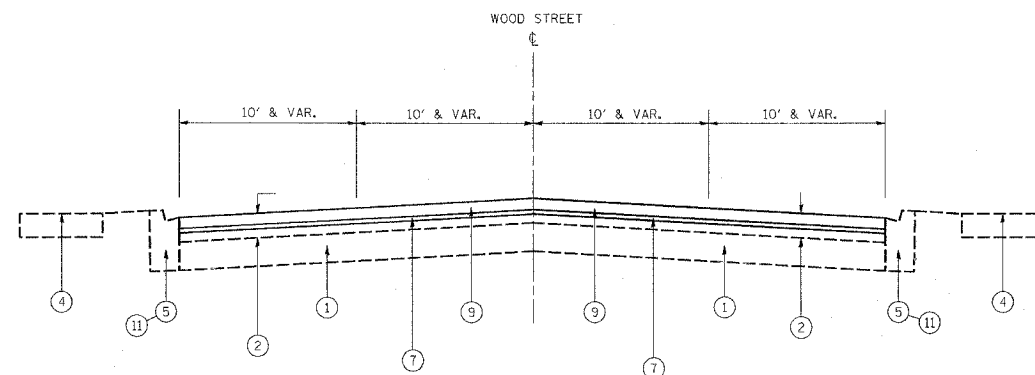 WOOD STREET
℄
10' & VAR. 10' & VAR. 10' & VAR. 10' & VAR.
4 11 5 2 1 7 9 9 7 1 2 5 11 4